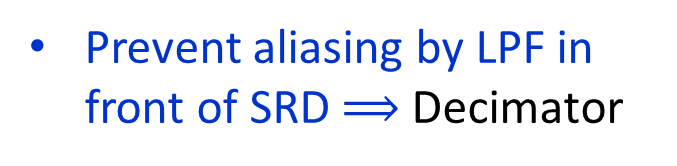 • Prevent aliasing by LPF in
front of SRD ⟹ Decimator